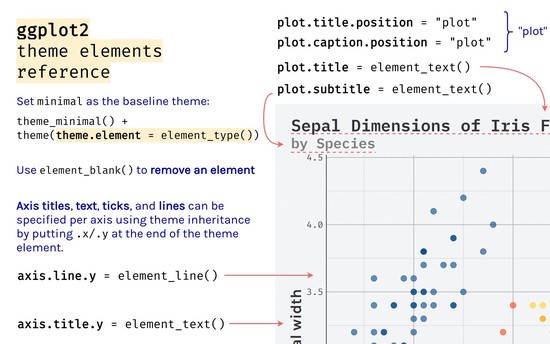 ggplot2
theme elements
reference
Set minimal as the baseline theme:
theme_minimal() +
theme(theme.element = element_type())
Use element_blank() to remove an element
Axis titles, text, ticks, and lines can be
specified per axis using theme inheritance
by putting .x/.y at the end of the theme
element.
axis.line.y = element_line()
axis.title.y = element_text()
plot.title.position = "plot"
plot.caption.position = "plot"
"plot"
plot.title = element_text()
plot.subtitle = element_text()
Sepal Dimensions of Iris F
by Species
4.5
4.0
3.5
al width